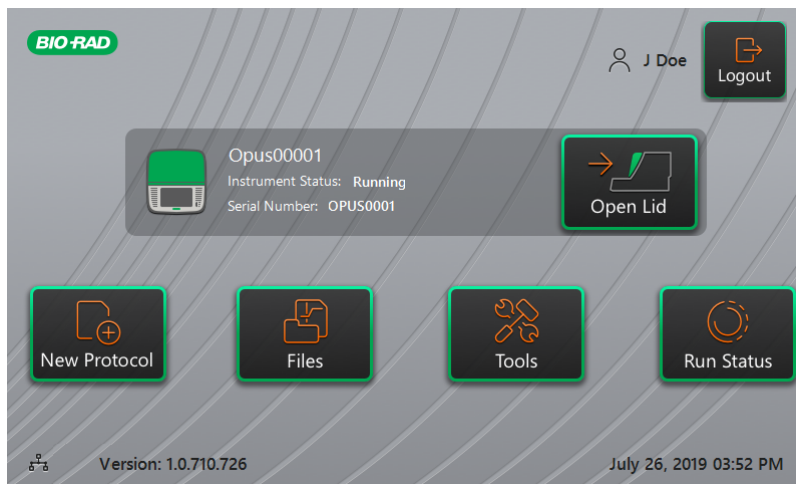 BIO-RAD
J Doe
Logout
Opus00001
Instrument Status: Running
Serial Number: OPUS0001
Open Lid
New Protocol
Files
Tools
Run Status
Version: 1.0.710.726
July 26, 2019 03:52 PM